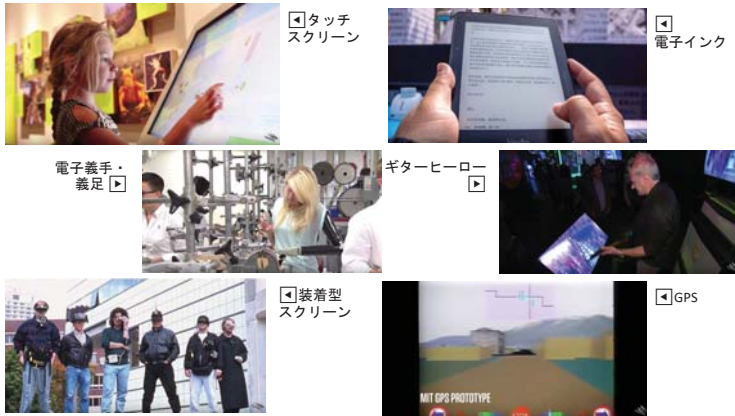 ◀タッチ
スクリーン
◀
電子インク
電子義手・
義足▶
ギターヒーロー
▶
◀装着型
スクリーン
◀GPS
MIT GPS PROTOTYPE